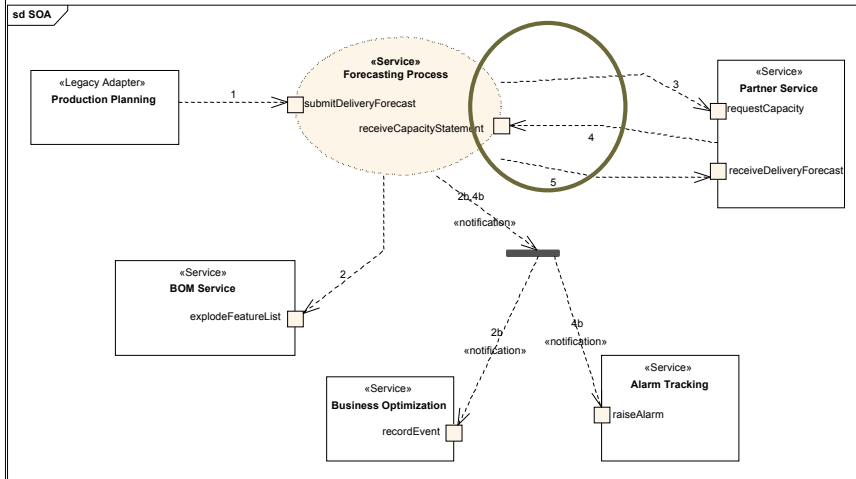 sd SOA
«Legacy Adapter»
Production Planning
1
«Service»
Forecasting Process
submitDeliveryForecast
receiveCapacityStatement
3
4
5
«Service»
Partner Service
requestCapacity
receiveDeliveryForecast
2b,4b
«notification»
2
«Service»
BOM Service
explodeFeatureList
2b
«notification»
4b
«notification»
«Service»
Business Optimization
recordEvent
«Service»
Alarm Tracking
raiseAlarm